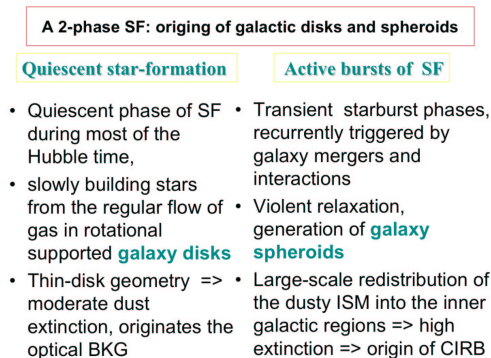 A 2-phase SF: origing of galactic disks and spheroids
Quiescent star-formation
• Quiescent phase of SF
during most of the
Hubble time,
• slowly building stars
from the regular flow of
gas in rotational
supported galaxy disks
• Thin-disk geometry =>
moderate dust
extinction, originates the
optical BKG
Active bursts of SF
• Transient starburst phases,
recurrently triggered by
galaxy mergers and
interactions
• Violent relaxation,
generation of galaxy
spheroids
• Large-scale redistribution of
the dusty ISM into the inner
galactic regions => high
extinction => origin of CIRB